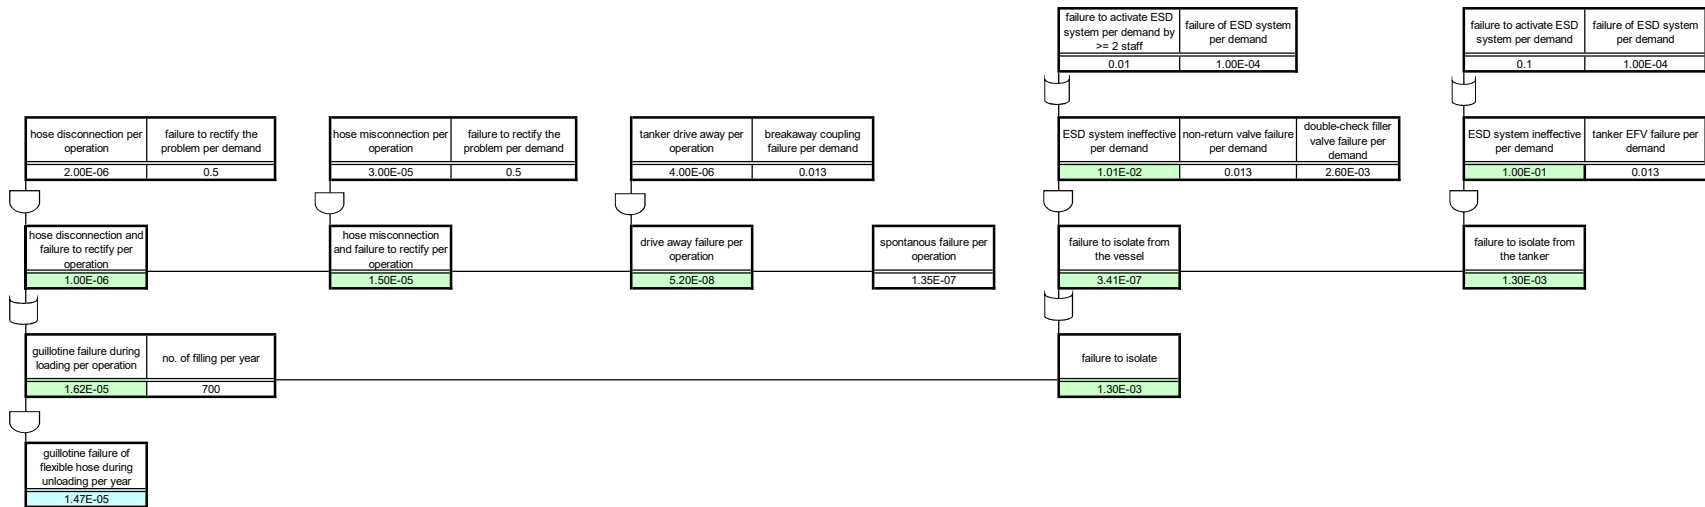 failure to activate ESD
system per demand by
>= 2 staff
failure of ESD system
per demand
0.01
1.00E-04
failure to activate ESD
system per demand
failure of ESD system
per demand
0.1
1.00E-04
hose disconnection per
operation
failure to rectify the
problem per demand
2.00E-06
0.5
hose misconnection per
operation
failure to rectify the
problem per demand
3.00E-05
0.5
tanker drive away per
operation
breakaway coupling
failure per demand
4.00E-06
0.013
ESD system ineffective
per demand
non-return valve failure
per demand
double-check filler
valve failure per
demand
1.01E-02
0.013
2.60E-03
ESD system ineffective
per demand
tanker EFV failure per
demand
1.00E-01
0.013
hose disconnection and
failure to rectify per
operation
1.00E-06
hose misconnection
and failure to rectify per
operation
1.50E-05
drive away failure per
operation
5.20E-08
spontanous failure per
operation
1.35E-07
failure to isolate from
the vessel
3.41E-07
failure to isolate from
the tanker
1.30E-03
guillotine failure during
loading per operation
no. of filling per year
1.62E-05
700
failure to isolate
1.30E-03
guillotine failure of
flexible hose during
unloading per year
1.47E-05